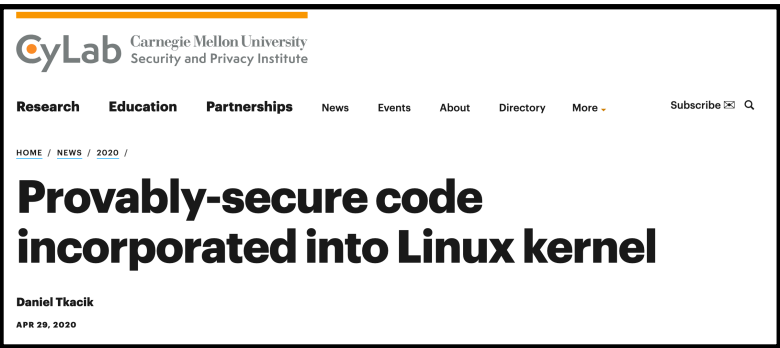 CyLab Carnegie Mellon University
Security and Privacy Institute
Research Education Partnerships News Events About Directory More Subscribe
HOME / NEWS / 2020 /
Provably-secure code
incorporated into Linux kernel
Daniel Tkacik
APR 29, 2020